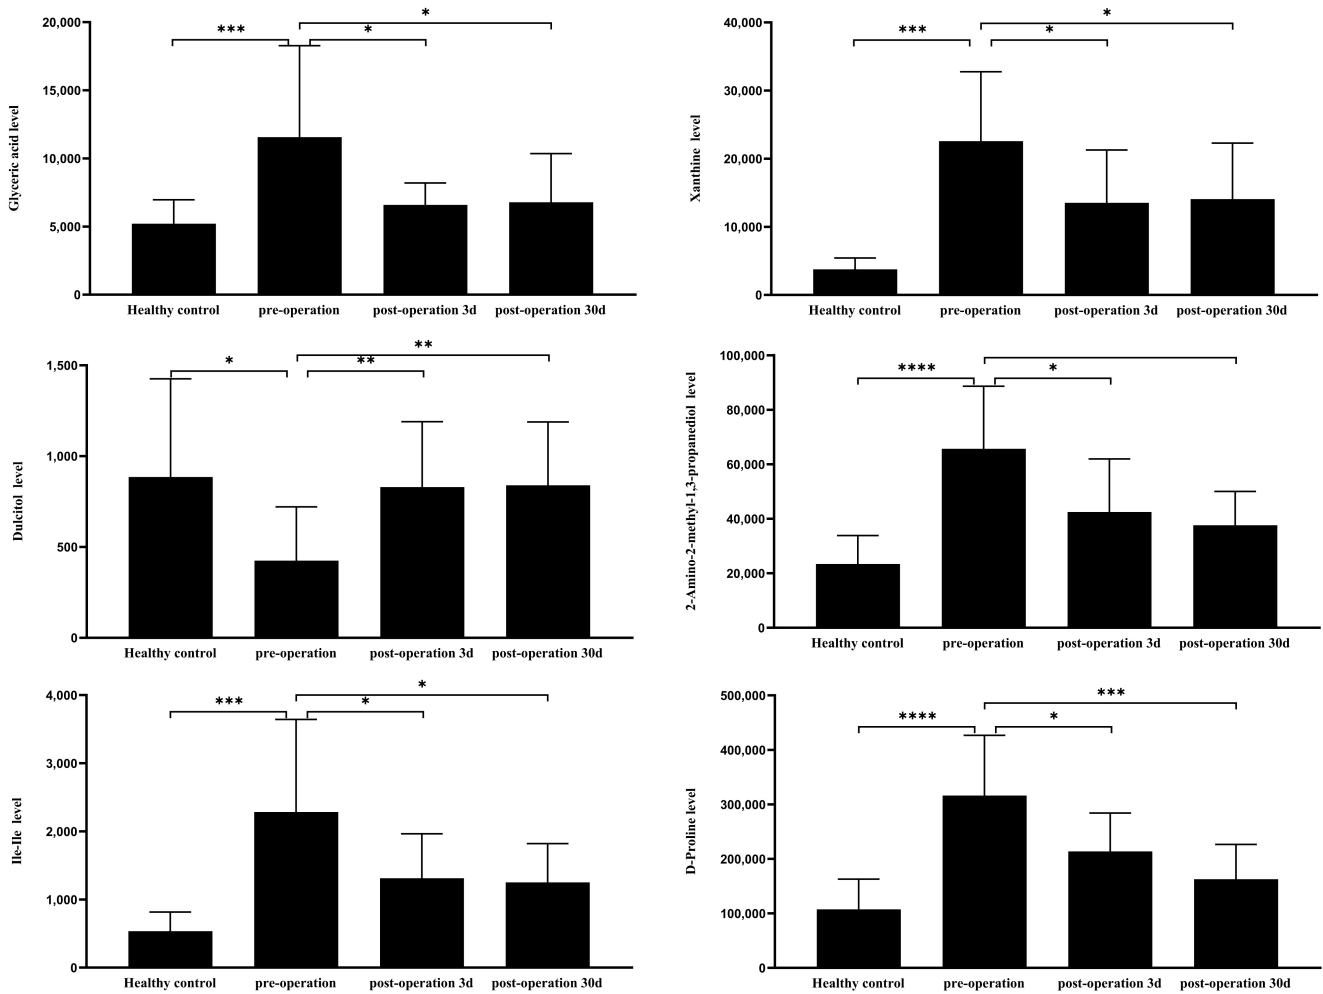 Glyceric acid level
20,000
15,000
10,000
5,000
0
***
*
*
Healthy control
pre-operation
post-operation 3d
post-operation 30d
Xanthine level
40,000
30,000
20,000
10,000
0
***
*
*
Healthy control
pre-operation
post-operation 3d
post-operation 30d
Dulcitol level
1,500
1,000
500
0
*
**
**
Healthy control
pre-operation
post-operation 3d
post-operation 30d
2-Amino-2-methyl-1,3-propanediol level
100,000
80,000
60,000
40,000
20,000
0
****
*
Healthy control
pre-operation
post-operation 3d
post-operation 30d
Ile-Ile level
4,000
3,000
2,000
1,000
0
***
*
*
Healthy control
pre-operation
post-operation 3d
post-operation 30d
D-Proline level
500,000
400,000
300,000
200,000
100,000
0
****
*
***
Healthy control
pre-operation
post-operation 3d
post-operation 30d